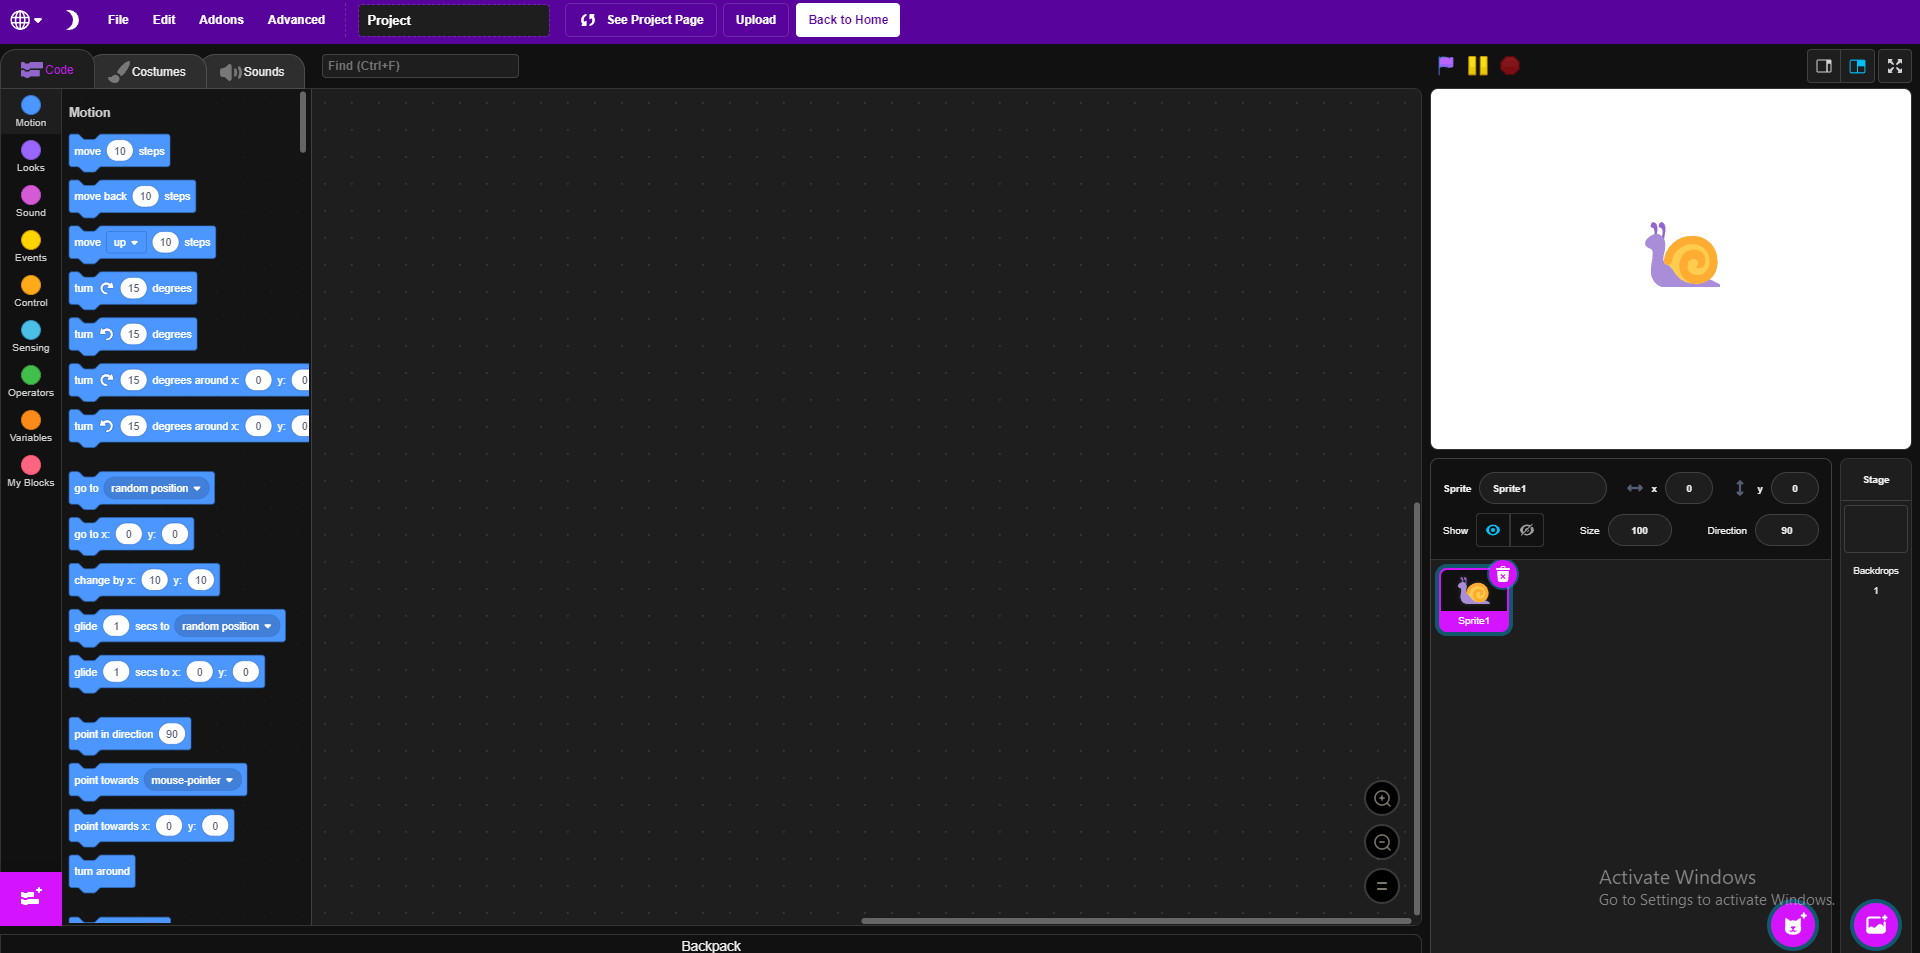 File Edit Addons Advanced Project See Project Page Upload Back to Home
Code Costumes Sounds Find (Ctrl+F)
Motion
Looks
Sound
Events
Control
Sensing
Operators
Variables
My Blocks
Motion
move 10 steps
move back 10 steps
move up 10 steps
turn 15 degrees
turn 15 degrees
turn 15 degrees around x: 0 y: 0
turn 15 degrees around x: 0 y: 0
go to random position
go to x: 0 y: 0
change by x: 10 y: 10
glide 1 secs to random position
glide 1 secs to x: 0 y: 0
point in direction 90
point towards mouse-pointer
point towards x: 0 y: 0
turn around
Backpack
Sprite Sprite1 x 0 y 0
Show Size 100 Direction 90
Sprite1
Stage
Backdrops
1
Activate Windows
Go to Settings to activate Windows.